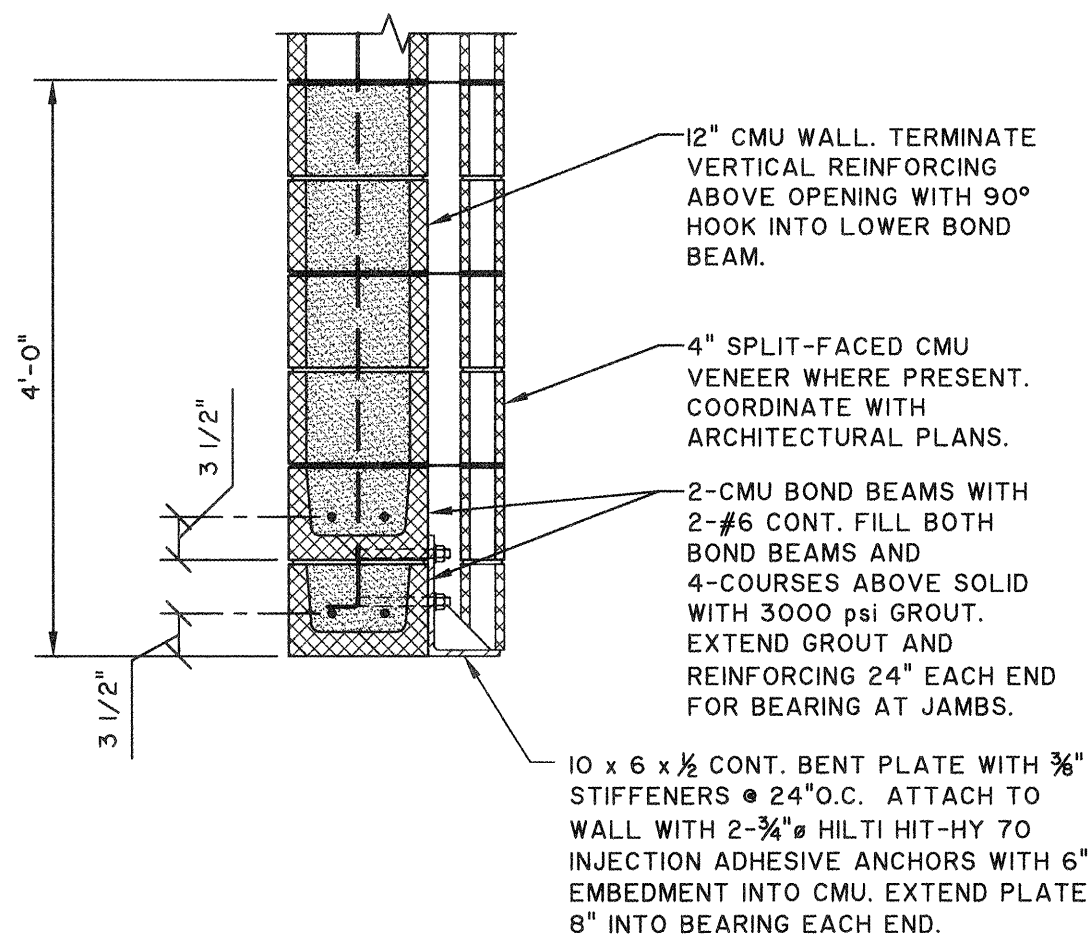 12" CMU WALL. TERMINATE
VERTICAL REINFORCING
ABOVE OPENING WITH 90°
HOOK INTO LOWER BOND
BEAM.
4'-0"
4" SPLIT-FACED CMU
VENEER WHERE PRESENT.
COORDINATE WITH
ARCHITECTURAL PLANS.
3 1/2"
2-CMU BOND BEAMS WITH
2-#6 CONT. FILL BOTH
BOND BEAMS AND
4-COURSES ABOVE SOLID
WITH 3000 psi GROUT.
EXTEND GROUT AND
REINFORCING 24" EACH END
FOR BEARING AT JAMBS.
3 1/2"
10 x 6 x 1/2 CONT. BENT PLATE WITH 3/8"
STIFFENERS @ 24"O.C. ATTACH TO
WALL WITH 2-3/4"ø HILTI HIT-HY 70
INJECTION ADHESIVE ANCHORS WITH 6"
EMBEDMENT INTO CMU. EXTEND PLATE
8" INTO BEARING EACH END.